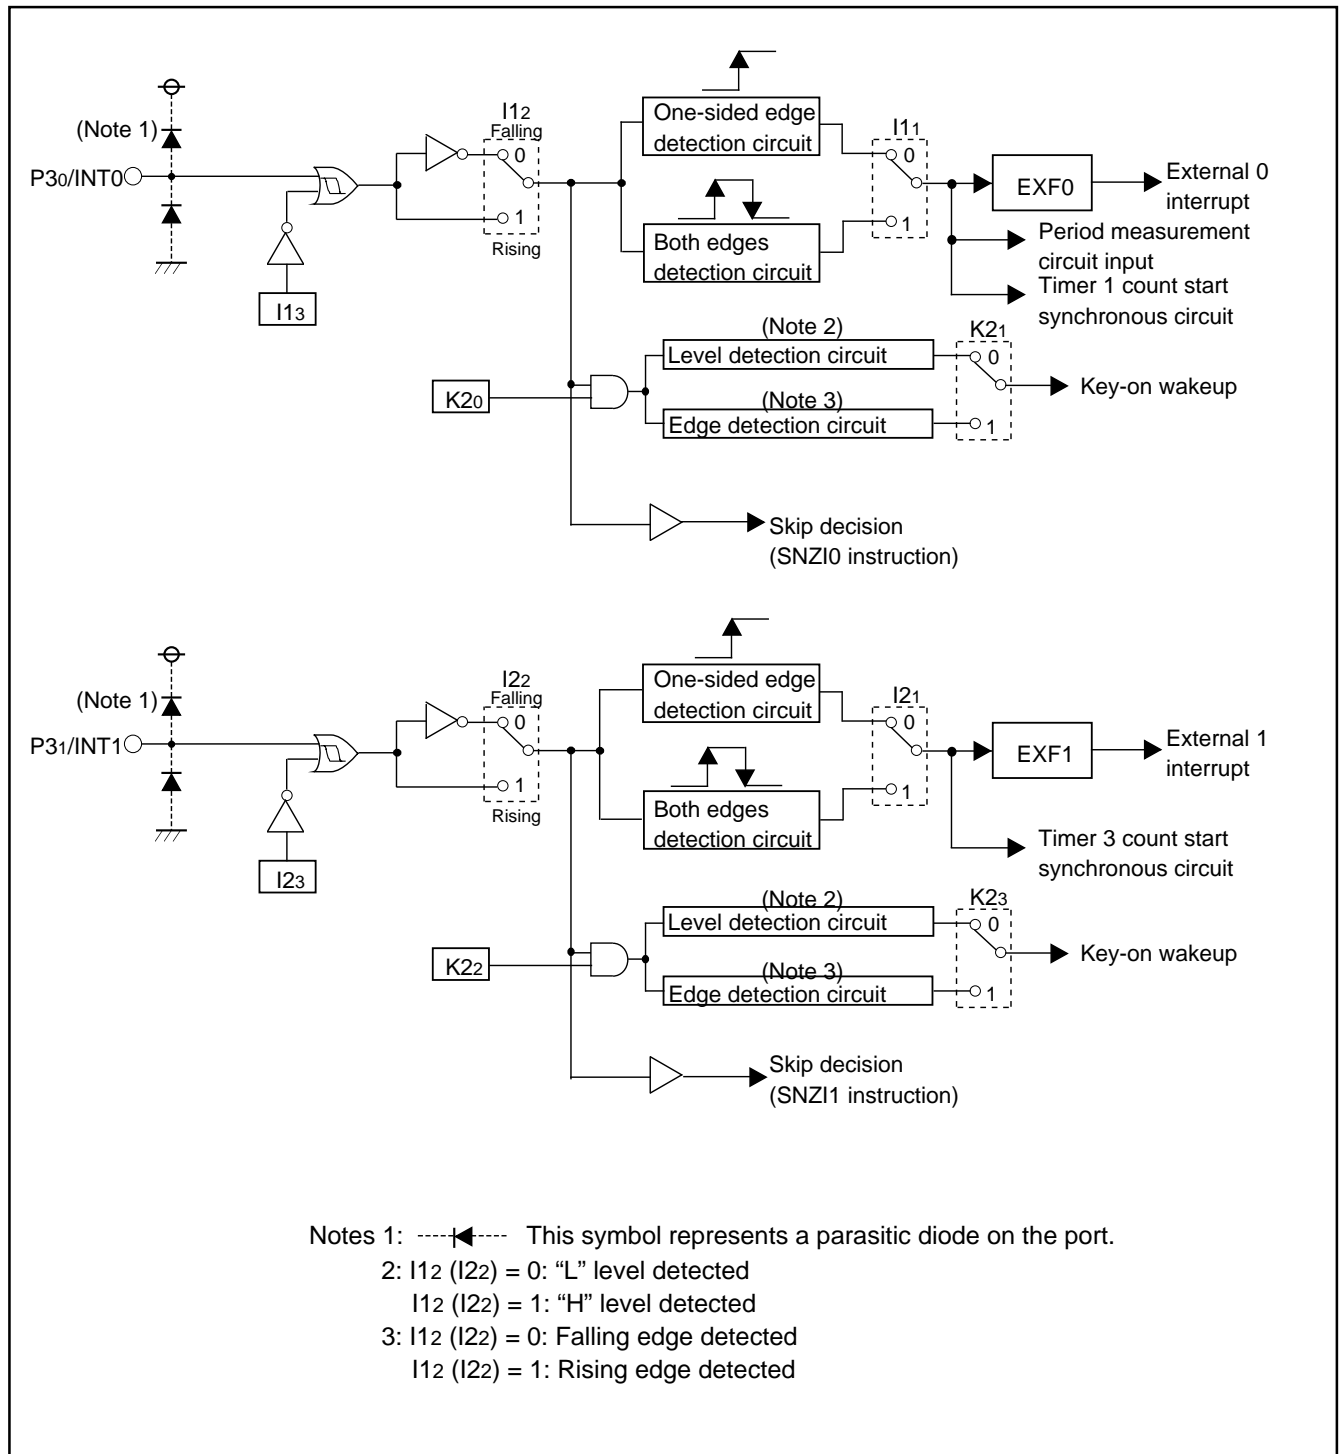 I12
Falling
0
1
Rising
(Note 1)
P30/INT0
I13
One-sided edge
detection circuit
Both edges
detection circuit
I11
0
1
EXF0
External 0
interrupt
Period measurement
circuit input
Timer 1 count start
synchronous circuit
K20
(Note 2)
Level detection circuit
(Note 3)
Edge detection circuit
K21
0
1
Key-on wakeup
Skip decision
(SNZI0 instruction)
I22
Falling
0
1
Rising
(Note 1)
P31/INT1
I23
One-sided edge
detection circuit
Both edges
detection circuit
I21
0
1
EXF1
External 1
interrupt
Timer 3 count start
synchronous circuit
K22
(Note 2)
Level detection circuit
(Note 3)
Edge detection circuit
K23
0
1
Key-on wakeup
Skip decision
(SNZI1 instruction)
Notes 1: This symbol represents a parasitic diode on the port.
2: I12 (I22) = 0: “L” level detected
I12 (I22) = 1: “H” level detected
3: I12 (I22) = 0: Falling edge detected
I12 (I22) = 1: Rising edge detected